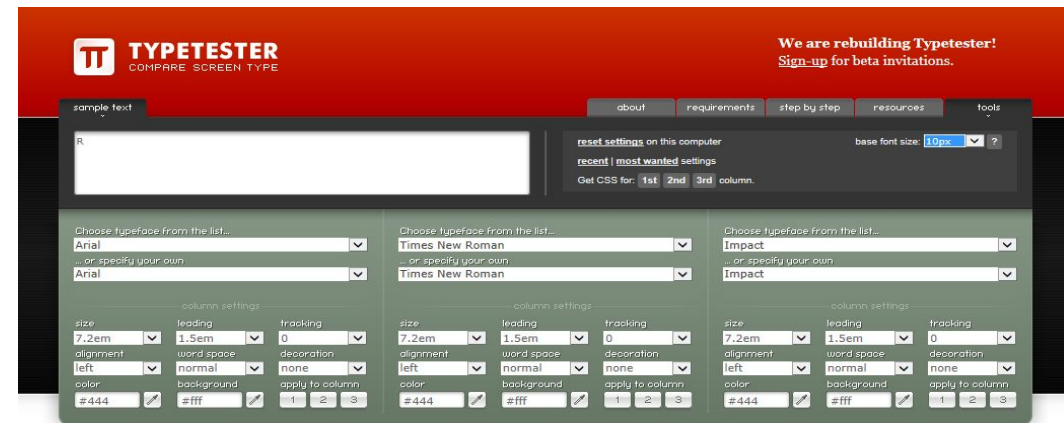 TYPETESTER
COMPARE SCREEN TYPE
We are rebuilding Typetester!
Sign-up for beta invitations.
sample text
about requirements step by step resources tools
R
reset settings on this computer
base font size: 10px ?
recent | most wanted settings
Get CSS for: 1st 2nd 3rd column.
Choose typeface from the list... Choose typeface from the list... Choose typeface from the list...
Arial Times New Roman Impact
... or specify your own ... or specify your own ... or specify your own
Arial Times New Roman Impact
column settings column settings column settings
size leading tracking size leading tracking size leading tracking
7.2em 1.5em 0 7.2em 1.5em 0 7.2em 1.5em 0
alignment word space decoration alignment word space decoration alignment word space decoration
left normal none left normal none left normal none
color background apply to column color background apply to column color background apply to column
#444 #fff 1 2 3 #444 #fff 1 2 3 #444 #fff 1 2 3